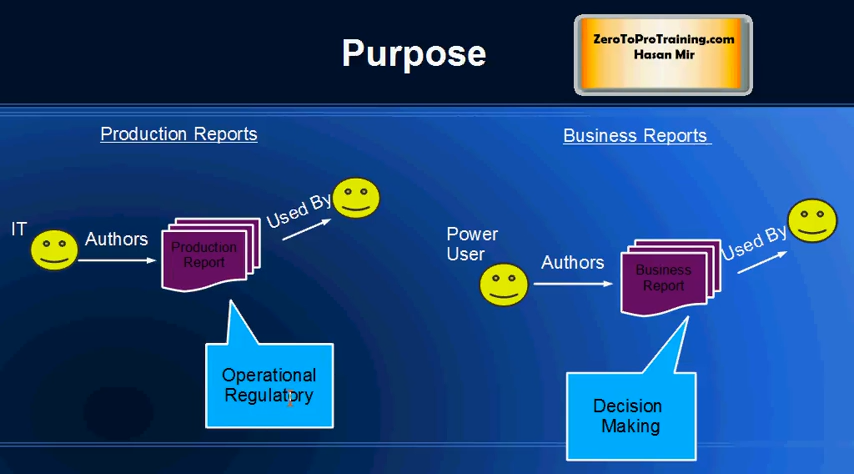 Purpose
ZeroToProTraining.com
Hasan Mir
Production Reports
IT
Authors
Production
Report
Used By
Operational
Regulatory
Business Reports
Power
User
Authors
Business
Report
Used By
Decision
Making